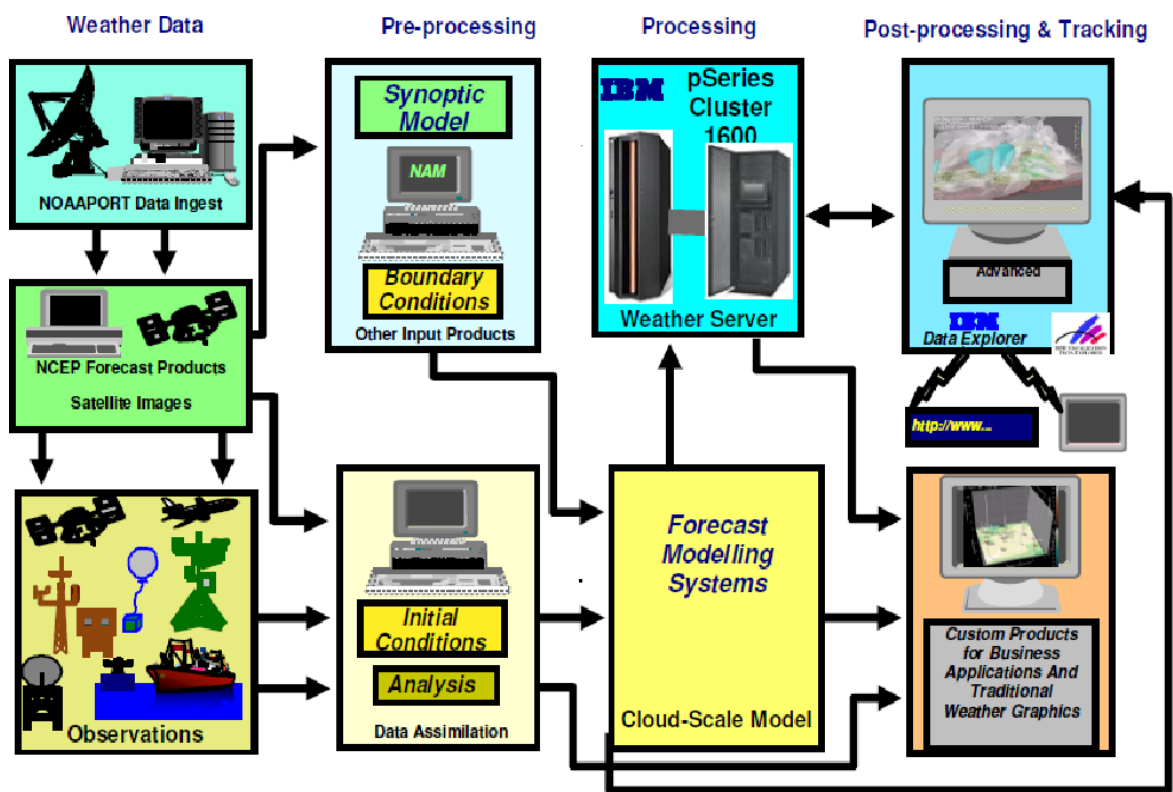 Weather Data
Pre-processing
Processing
Post-processing & Tracking
NOAAPORT Data Ingest
NCEP Forecast Products
Satellite Images
Observations
Synoptic
Model
NAM
Boundary
Conditions
Other Input Products
Initial
Conditions
Analysis
Data Assimilation
IBM
pSeries
Cluster
1600
Weather Server
Forecast
Modelling
Systems
Cloud-Scale Model
Advanced
IBM
Data Explorer
http://www...
Custom Products
for Business
Applications And
Traditional
Weather Graphics